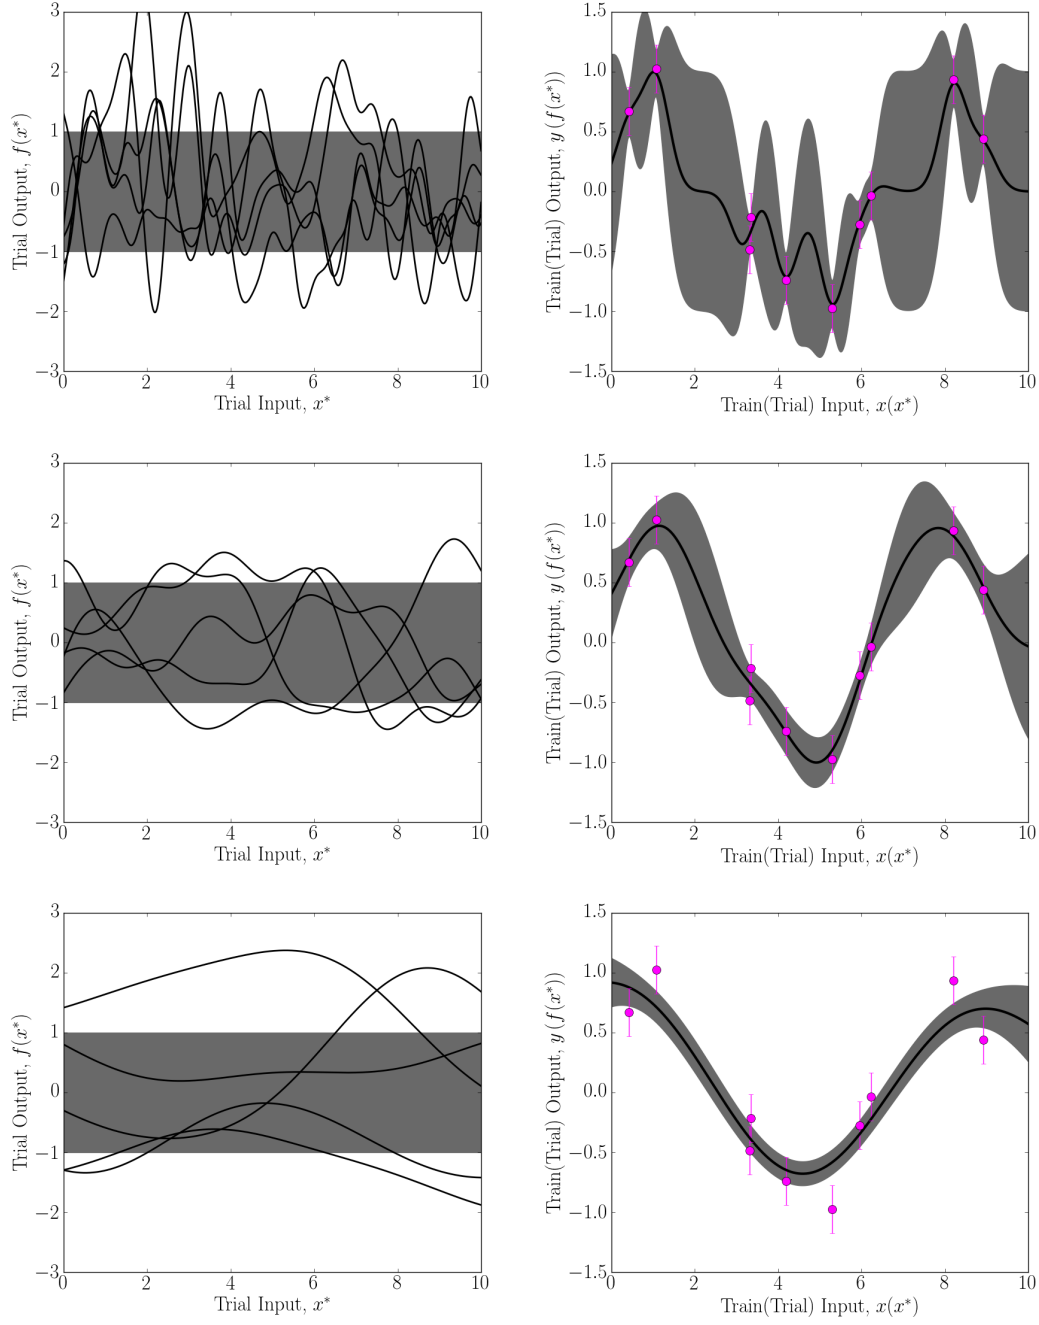 3
2
1
0
−1
−2
−3
0 2 4 6 8 10
Trial Input, x*
Trial Output, f(x*)
1.5
1.0
0.5
0.0
−0.5
−1.0
−1.5
0 2 4 6 8 10
Train(Trial) Input, x(x*)
Train(Trial) Output, y(f(x*))
3
2
1
0
−1
−2
−3
0 2 4 6 8 10
Trial Input, x*
Trial Output, f(x*)
1.5
1.0
0.5
0.0
−0.5
−1.0
−1.5
0 2 4 6 8 10
Train(Trial) Input, x(x*)
Train(Trial) Output, y(f(x*))
3
2
1
0
−1
−2
−3
0 2 4 6 8 10
Trial Input, x*
Trial Output, f(x*)
1.5
1.0
0.5
0.0
−0.5
−1.0
−1.5
0 2 4 6 8 10
Train(Trial) Input, x(x*)
Train(Trial) Output, y(f(x*))